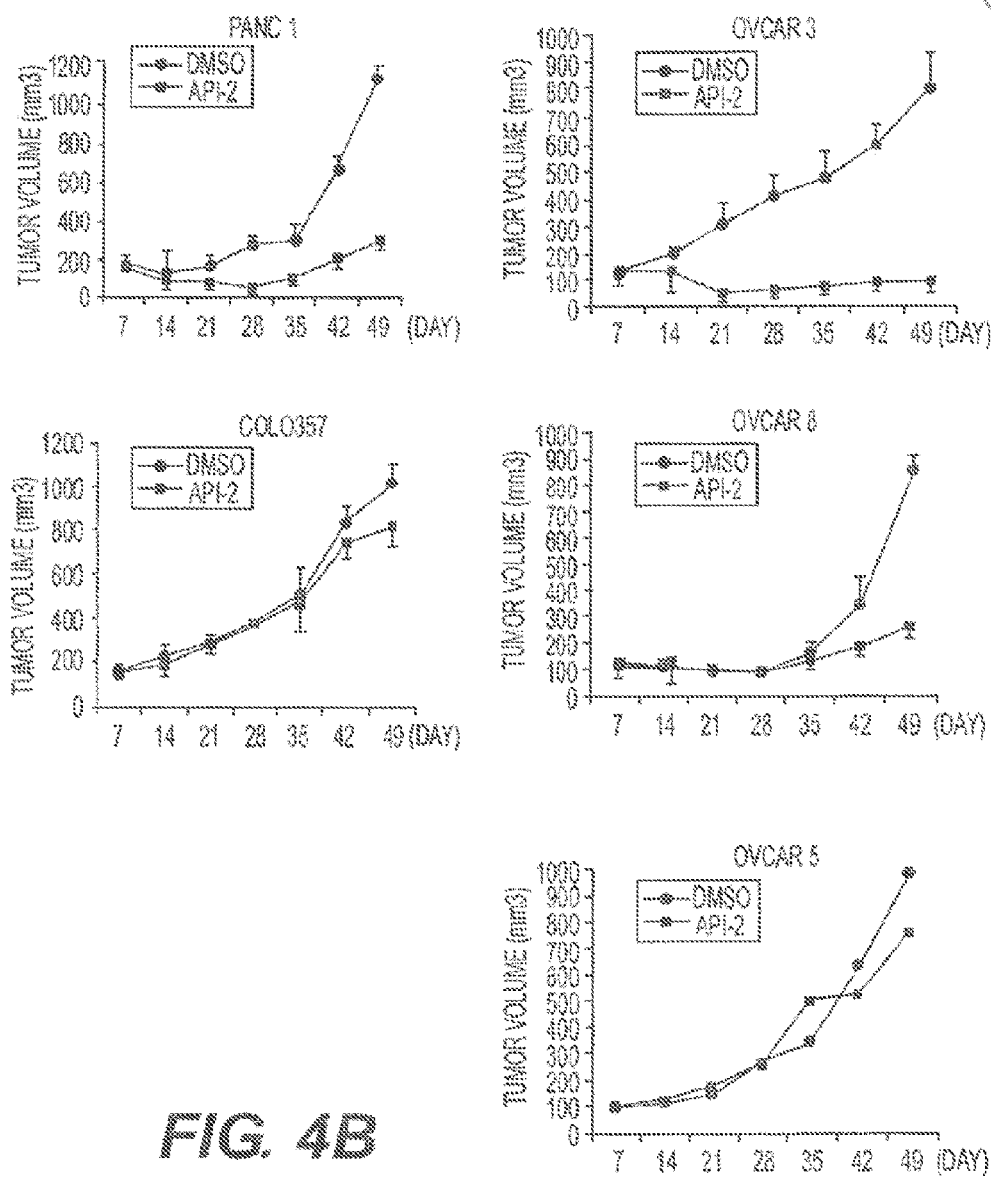 PANC 1
TUMOR VOLUME (mm3)
DMSO
API-2
1200
1000
800
600
400
200
0
7 14 21 28 35 42 49 (DAY)
OVCAR 3
TUMOR VOLUME (mm3)
DMSO
API-2
1000
900
800
700
600
500
400
300
200
100
0
7 14 21 28 35 42 49 (DAY)
COLO357
TUMOR VOLUME (mm3)
DMSO
API-2
1200
1000
800
600
400
200
0
7 14 21 28 35 42 49 (DAY)
OVCAR 8
TUMOR VOLUME (mm3)
DMSO
API-2
1000
900
800
700
600
500
400
300
200
100
0
7 14 21 28 35 42 49 (DAY)
OVCAR 5
TUMOR VOLUME (mm3)
DMSO
API-2
1000
900
800
700
600
500
400
300
200
100
0
7 14 21 28 35 42 49 (DAY)
FIG. 4B